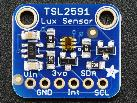 TSL2591
Lux Sensor
Vin 3vo SDA
GND Int SCL